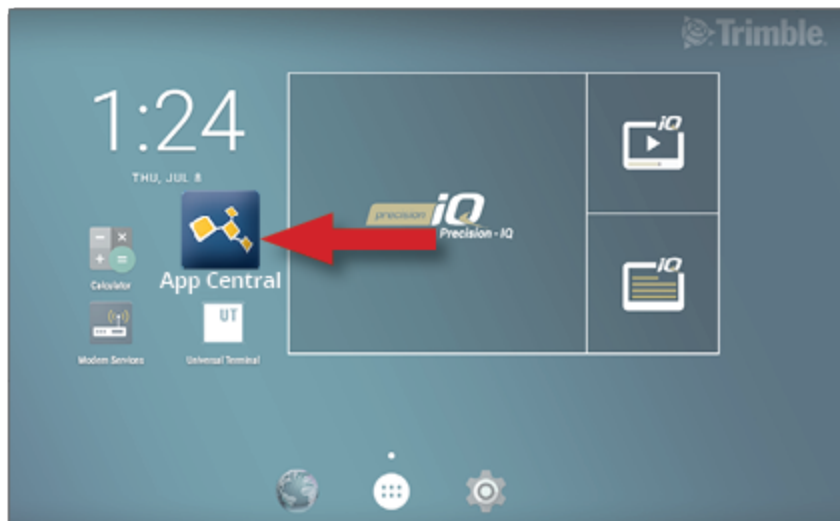 Trimble
1:24
THU, JUL 8
iQ
precision iQ
Precision - IQ
App Central
Calculator
iQ
UT
Modem Services
Universal Terminal